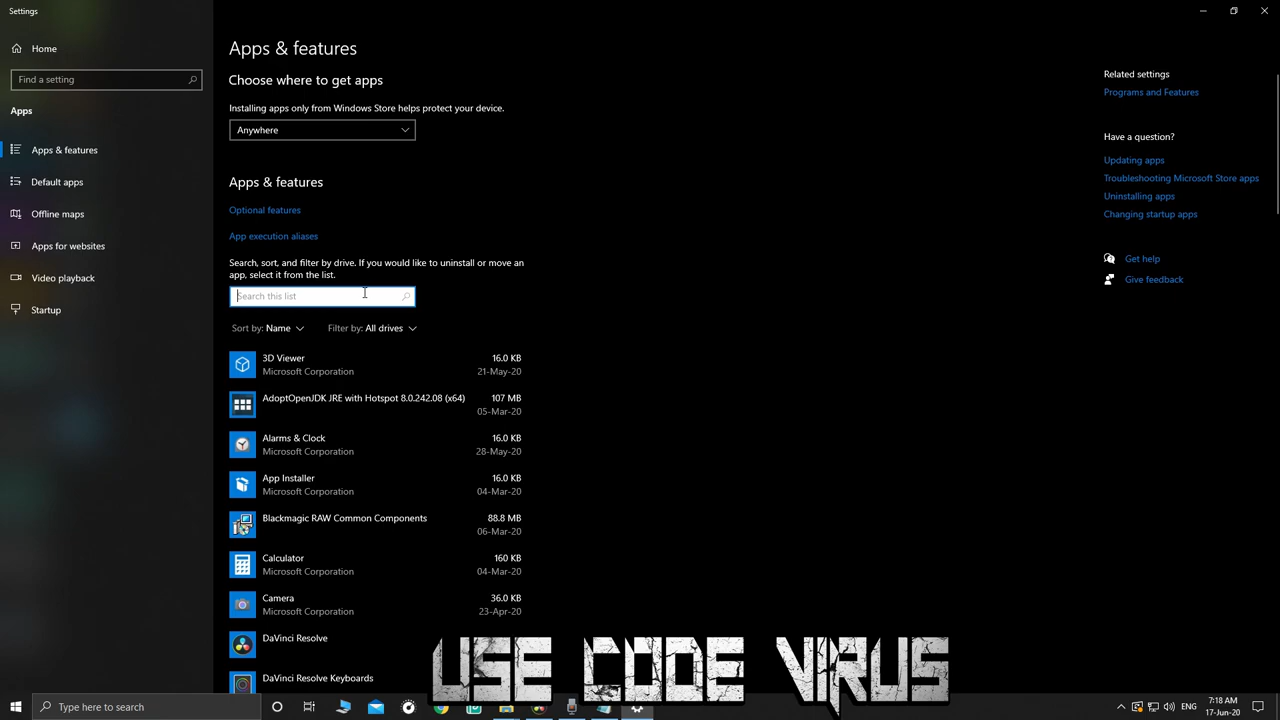 Settings
Home
Find a setting
Apps
Apps & features
Default apps
Offline maps
Apps for websites
Video playback
Startup
Apps & features
Choose where to get apps
Installing apps only from Windows Store helps protect your device.
Anywhere
Apps & features
Optional features
App execution aliases
Search, sort, and filter by drive. If you would like to uninstall or move an
app, select it from the list.
Search this list
Sort by: Name
Filter by: All drives
3D Viewer 16.0 KB
Microsoft Corporation 21-May-20
AdoptOpenJDK JRE with Hotspot 8.0.242.08 (x64) 107 MB
05-Mar-20
Alarms & Clock 16.0 KB
Microsoft Corporation 28-May-20
App Installer 16.0 KB
Microsoft Corporation 04-Mar-20
Blackmagic RAW Common Components 88.8 MB
06-Mar-20
Calculator 160 KB
Microsoft Corporation 04-Mar-20
Camera 36.0 KB
Microsoft Corporation 23-Apr-20
DaVinci Resolve
DaVinci Resolve Keyboards
Related settings
Programs and Features
Have a question?
Updating apps
Troubleshooting Microsoft Store apps
Uninstalling apps
Changing startup apps
Get help
Give feedback
USE CODE VIRUS
Type here to search
ENG
7:18 AM
17-Jun-20